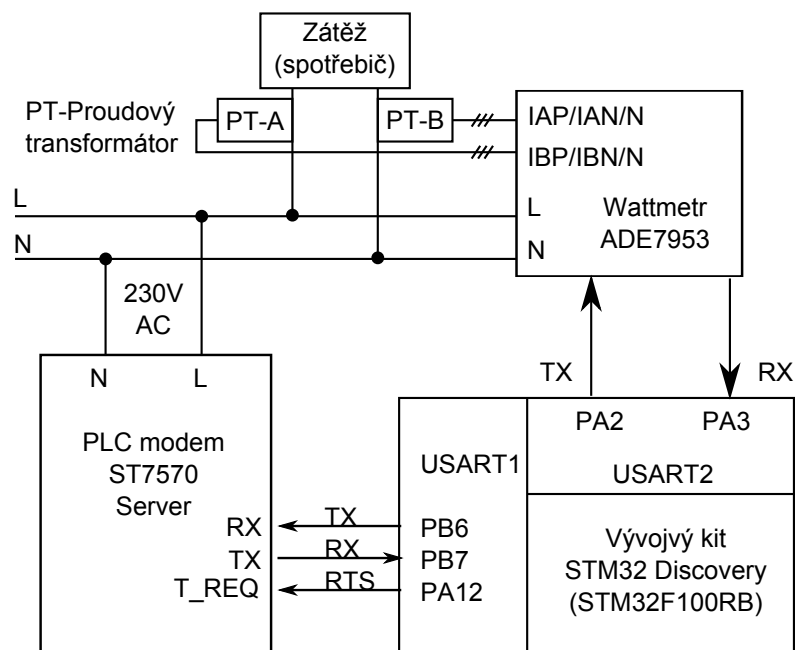 Zátěž
(spotřebič)
PT-Proudový
transformátor
PT-A
PT-B
IAP/IAN/N
IBP/IBN/N
L
N
L
N
Wattmetr
ADE7953
230V
AC
N
L
PLC modem
ST7570
Server
RX
TX
T_REQ
TX
RX
RTS
TX
RX
USART1
PB6
PB7
PA12
PA2
PA3
USART2
Vývojvý kit
STM32 Discovery
(STM32F100RB)